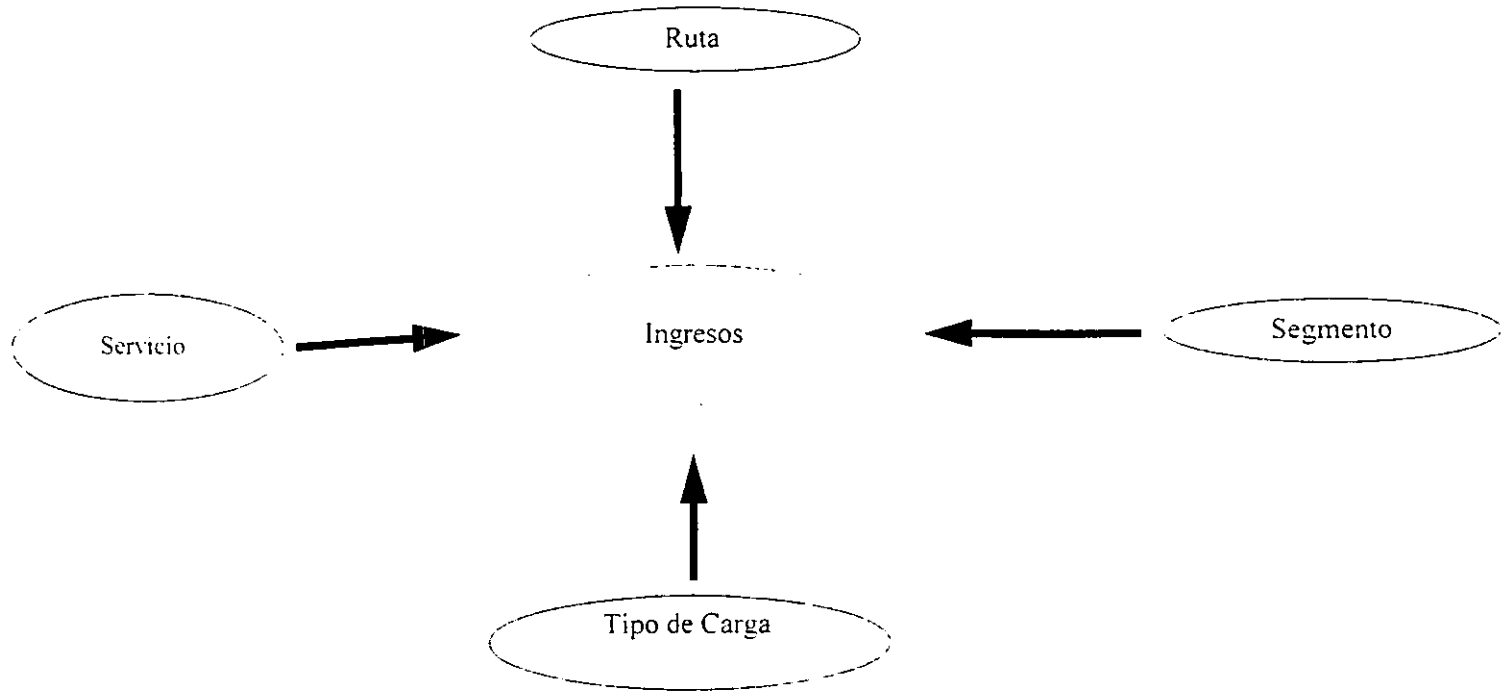 Ruta
Ingresos
Servicio
Segmento
Tipo de Carga